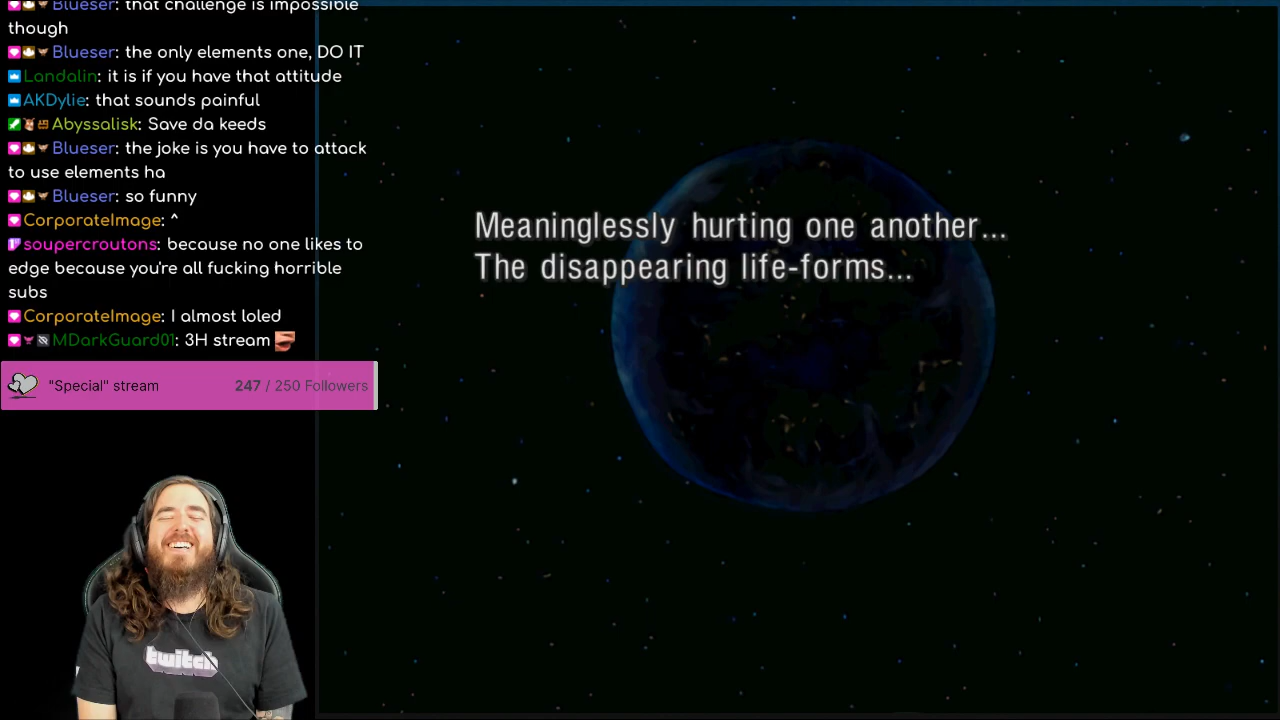 Blueser: that challenge is impossible
though
Blueser: the only elements one, DO IT
Landalin: it is if you have that attitude
AKDylie: that sounds painful
Abyssalisk: Save da keeds
Blueser: the joke is you have to attack
to use elements ha
Blueser: so funny
CorporateImage: ^
soupercroutons: because no one likes to
edge because you're all fucking horrible
subs
CorporateImage: I almost loled
MDarkGuard01: 3H stream
"Special" stream 247 / 250 Followers
Meaninglessly hurting one another...
The disappearing life-forms...
twitch